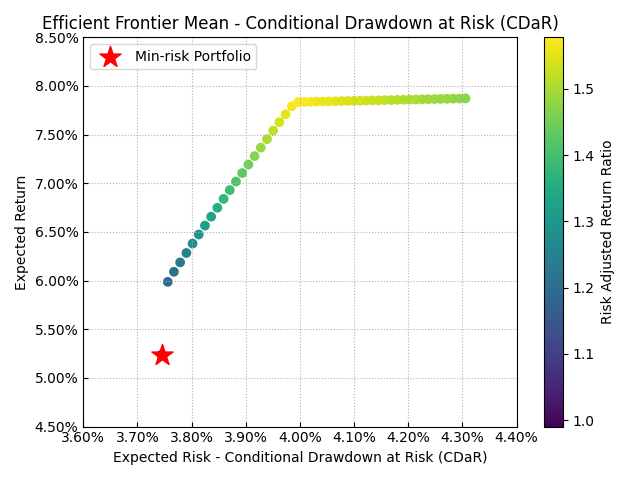 Efficient Frontier Mean - Conditional Drawdown at Risk (CDaR)
Min-risk Portfolio
8.50%
8.00%
7.50%
7.00%
6.50%
6.00%
5.50%
5.00%
4.50%
Expected Return
3.60% 3.70% 3.80% 3.90% 4.00% 4.10% 4.20% 4.30% 4.40%
Expected Risk - Conditional Drawdown at Risk (CDaR)
1.5
1.4
1.3
1.2
1.1
1.0
Risk Adjusted Return Ratio